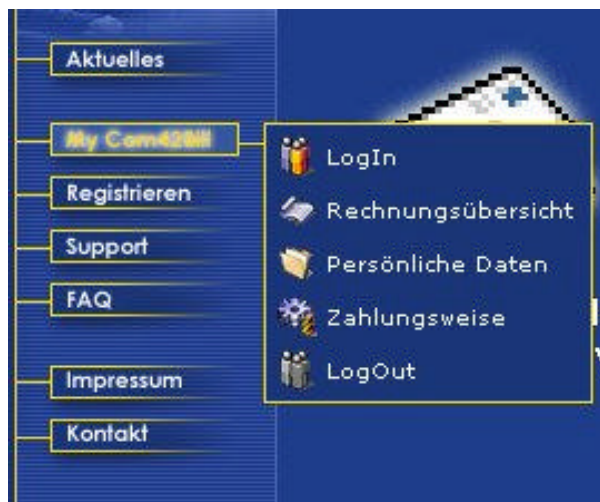 Aktuelles
My Com42Bill
Registrieren
Support
FAQ
Impressum
Kontakt
LogIn
Rechnungsübersicht
Persönliche Daten
Zahlungsweise
LogOut